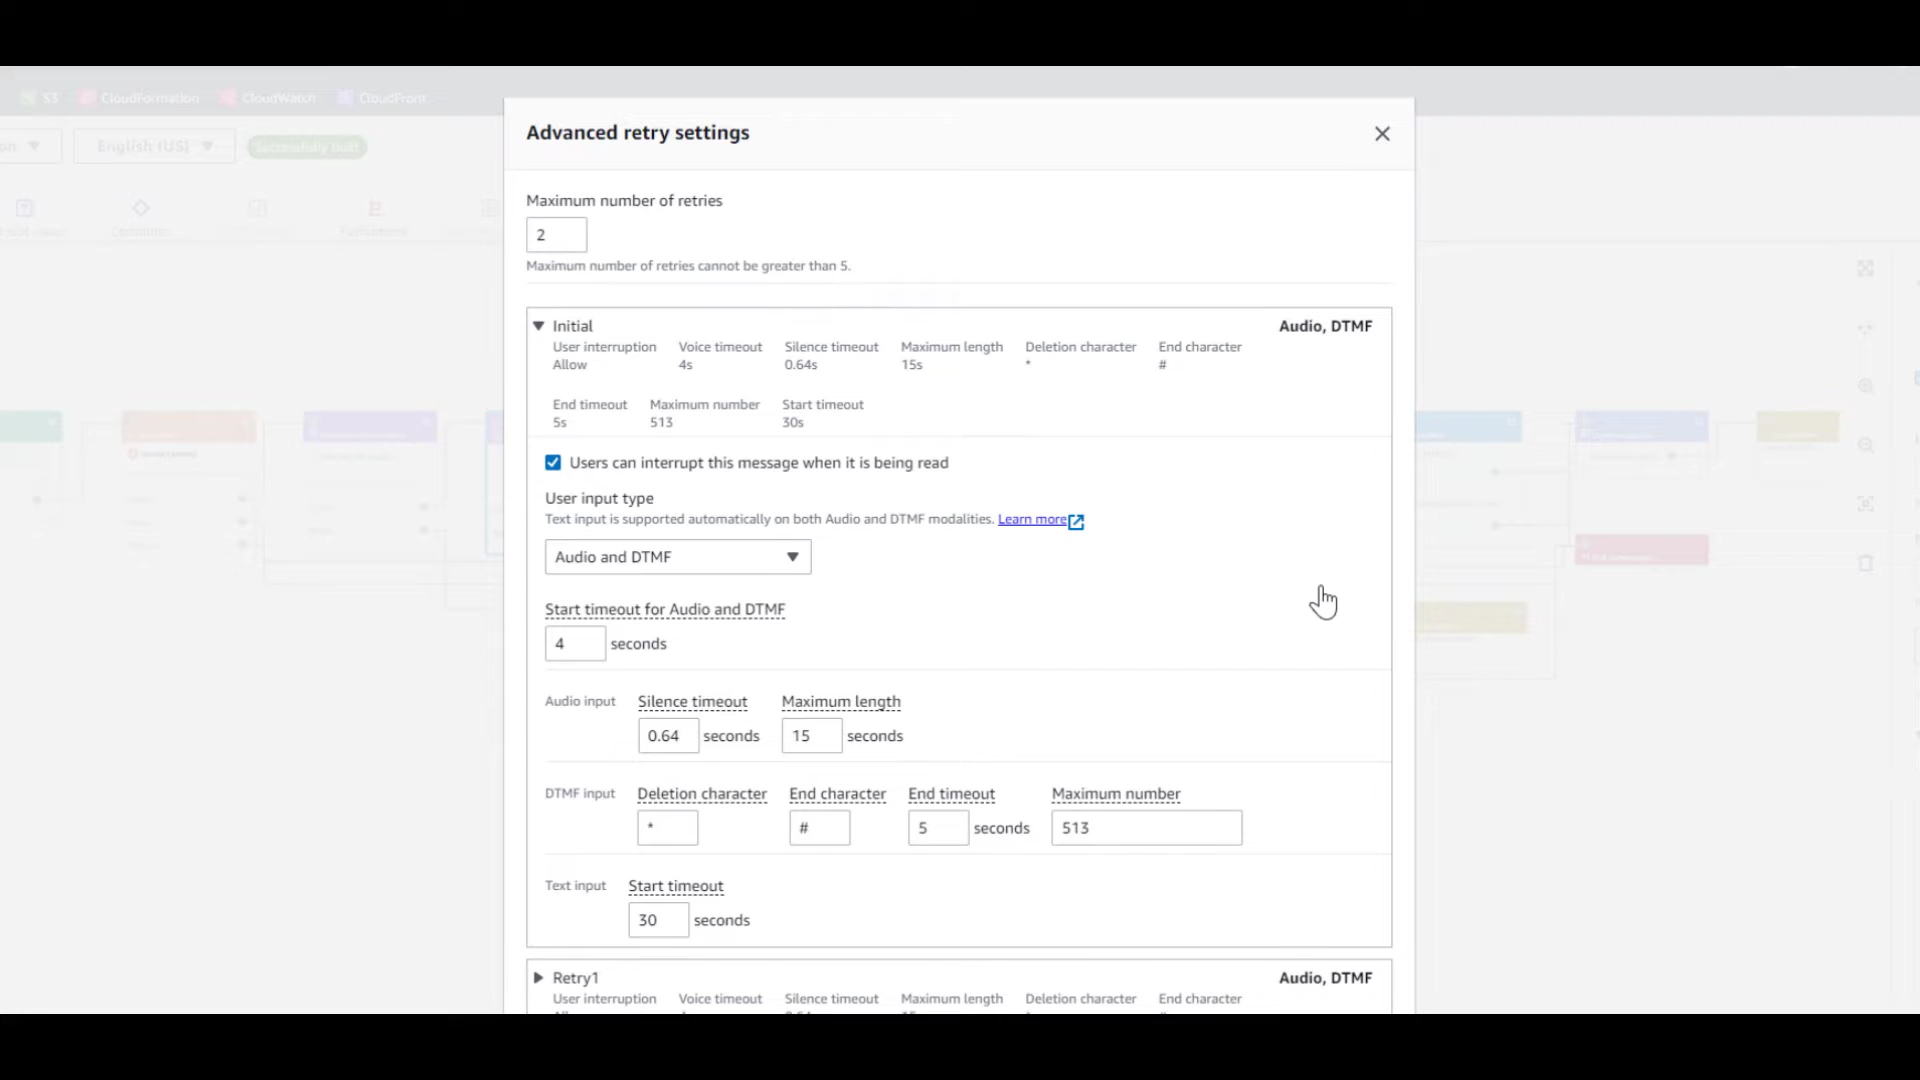 S3 CloudFormation CloudWatch CloudFront
Advanced retry settings
English (US) Successfully built
Maximum number of retries
2
Maximum number of retries cannot be greater than 5.
Initial Audio, DTMF
User interruption Voice timeout Silence timeout Maximum length Deletion character End character
Allow 4s 0.64s 15s * #
End timeout Maximum number Start timeout
5s 513 30s
Users can interrupt this message when it is being read
User input type
Text input is supported automatically on both Audio and DTMF modalities. Learn more
Audio and DTMF
Start timeout for Audio and DTMF
4 seconds
Audio input Silence timeout Maximum length
0.64 seconds 15 seconds
DTMF input Deletion character End character End timeout Maximum number
* # 5 seconds 513
Text input Start timeout
30 seconds
Retry1 Audio, DTMF
User interruption Voice timeout Silence timeout Maximum length Deletion character End character